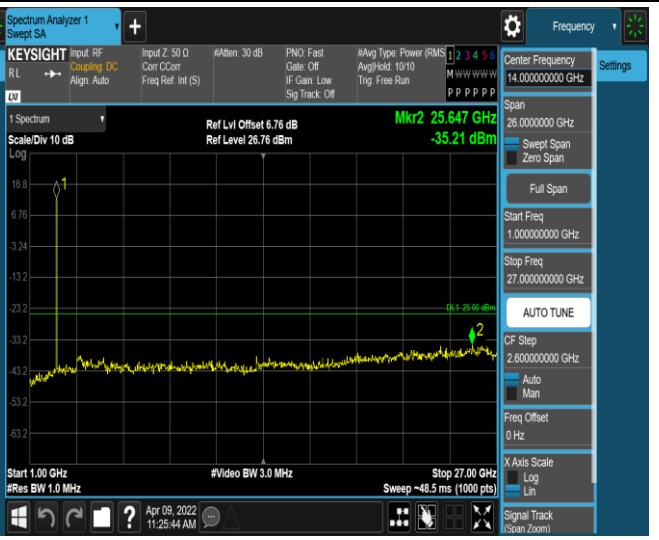 Spectrum Analyzer 1
Swept SA
Frequency
KEYSIGHT
RL
LXI
Input: RF
Coupling: DC
Align: Auto
Input Z: 50 Ω
Corr CCorr
Freq Ref: Int (S)
#Atten: 30 dB
PNO: Fast
Gate: Off
IF Gain: Low
Sig Track: Off
#Avg Type: Power (RMS
Avg|Hold: 10/10
Trig: Free Run
1 2 3 4 5 6
M W W W W W
P P P P P P
1 Spectrum
Scale/Div 10 dB
Log
Ref Lvl Offset 6.76 dB
Ref Level 26.76 dBm
Mkr2 25.647 GHz
-35.21 dBm
16.8
6.76
-3.24
-13.2
-23.2
-33.2
-43.2
-53.2
-63.2
1
DL1 -25.00 dBm
2
Start 1.00 GHz
#Res BW 1.0 MHz
#Video BW 3.0 MHz
Stop 27.00 GHz
Sweep ~48.5 ms (1000 pts)
Apr 09, 2022
11:25:44 AM
Center Frequency
14.000000000 GHz
Span
26.0000000 GHz
Swept Span
Zero Span
Full Span
Start Freq
1.000000000 GHz
Stop Freq
27.000000000 GHz
AUTO TUNE
CF Step
2.600000000 GHz
Auto
Man
Freq Offset
0 Hz
X Axis Scale
Log
Lin
Signal Track
(Span Zoom)
Settings